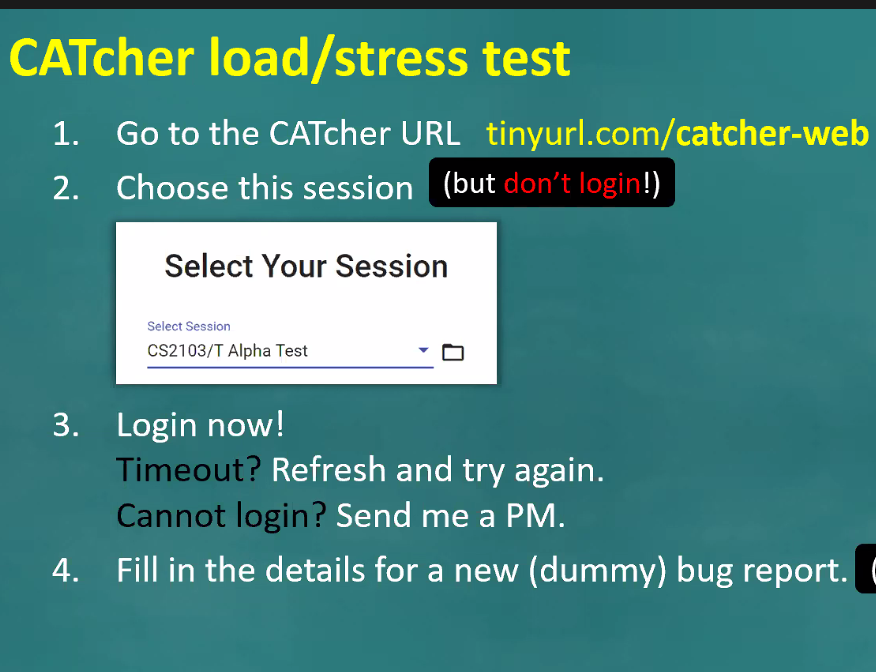 CATcher load/stress test
1. Go to the CATcher URL tinyurl.com/catcher-web
2. Choose this session (but don't login!)
Select Your Session
Select Session
CS2103/T Alpha Test
3. Login now!
Timeout? Refresh and try again.
Cannot login? Send me a PM.
4. Fill in the details for a new (dummy) bug report. (